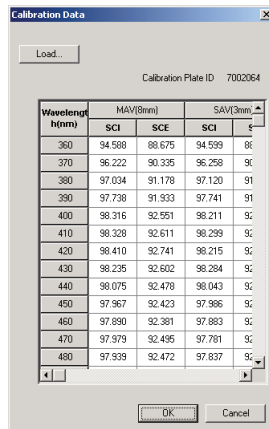 Calibration Data
Load...
Calibration Plate ID 7002064
Wavelengt h(nm) MAV(8mm) SAV(3mm)
SCI SCE SCI
360 94.588 88.675 94.599
370 96.222 90.335 96.258
380 97.034 91.178 97.120
390 97.738 91.933 97.741
400 98.316 92.551 98.211
410 98.328 92.611 98.299
420 98.410 92.741 98.215
430 98.235 92.602 98.284
440 98.075 92.478 98.043
450 97.967 92.423 97.986
460 97.890 92.381 97.883
470 97.979 92.495 97.781
480 97.939 92.472 97.837
OK Cancel